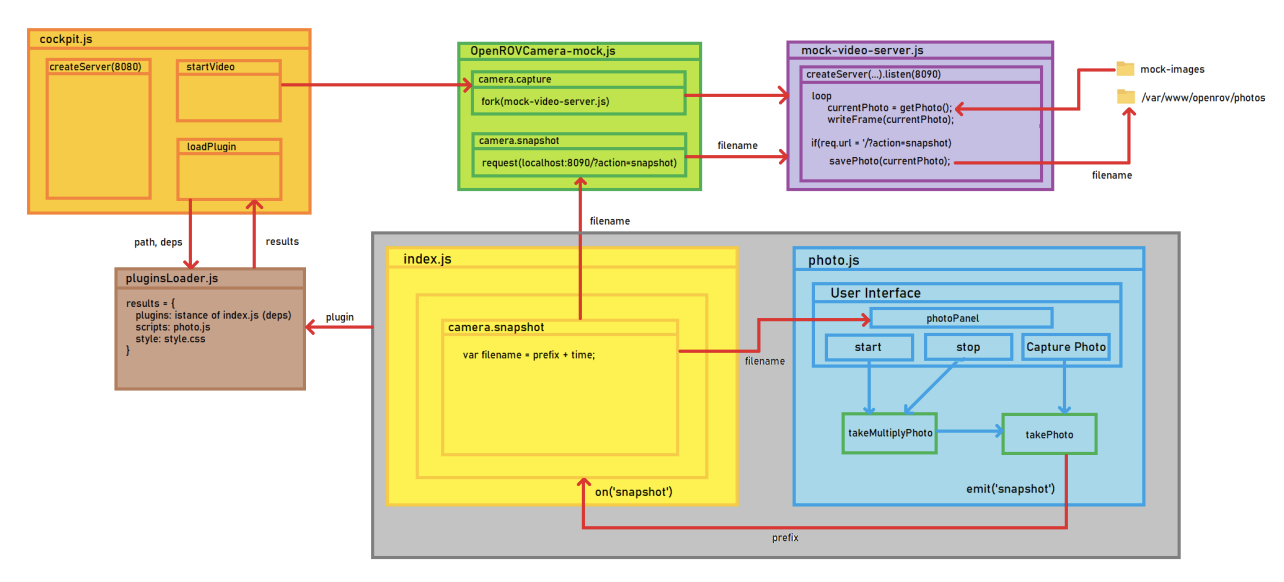 cockpit.js
createServer(8080)
startVideo
loadPlugin
path, deps
results
pluginsLoader.js
results = {
plugins: istance of index.js (deps)
scripts: photo.js
style: style.css
}
plugin
OpenROVCamera-mock,js
camera.capture
fork(mock-video-server.js)
camera.snapshot
request(localhost:8090/?action=snapshot)
filename
mock-video-server.js
createServer(...).listen(8090)
loop
currentPhoto = getPhoto();
writeFrame(currentPhoto);
if(req.url = '/?action=snapshot)
savePhoto(currentPhoto);
mock-images
/var/www/openrov/photos
filename
filename
index.js
camera.snapshot
var filename = prefix + time;
on('snapshot')
filename
photo.js
User Interface
photoPanel
start
stop
Capture Photo
takeMultiplyPhoto
takePhoto
emit('snapshot')
prefix